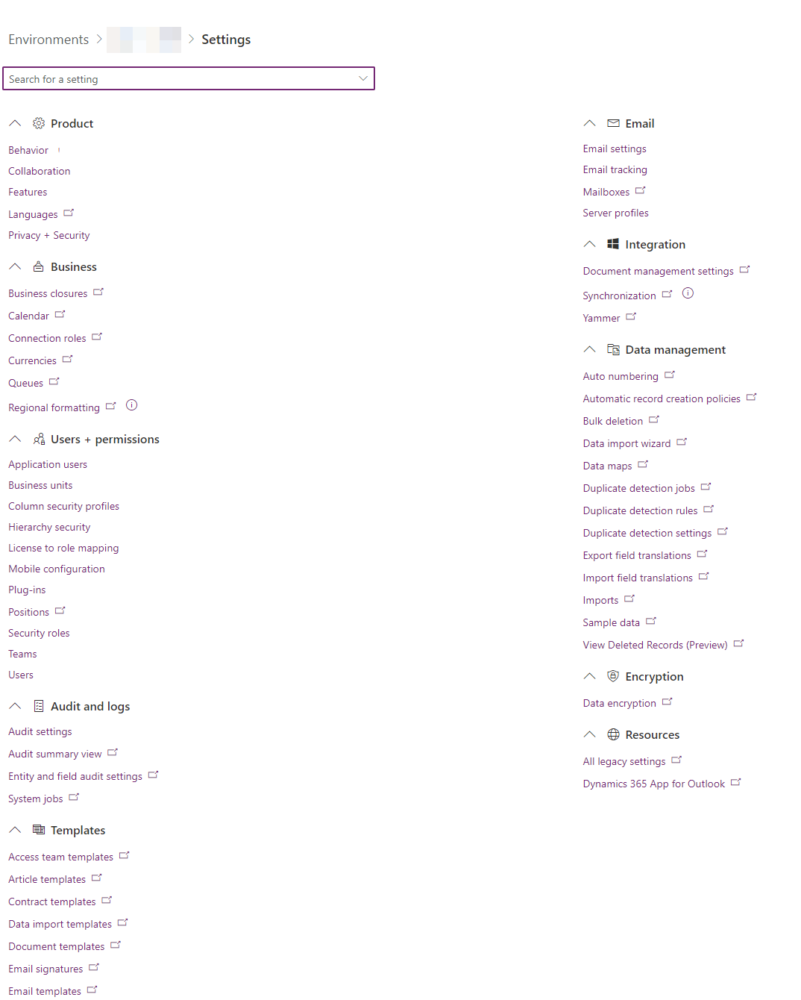 Environments > Settings
Search for a setting
Product
Behavior
Collaboration
Features
Languages
Privacy + Security
Business
Business closures
Calendar
Connection roles
Currencies
Queues
Regional formatting
Users + permissions
Application users
Business units
Column security profiles
Hierarchy security
License to role mapping
Mobile configuration
Plug-ins
Positions
Security roles
Teams
Users
Audit and logs
Audit settings
Audit summary view
Entity and field audit settings
System jobs
Templates
Access team templates
Article templates
Contract templates
Data import templates
Document templates
Email signatures
Email templates
Email
Email settings
Email tracking
Mailboxes
Server profiles
Integration
Document management settings
Synchronization
Yammer
Data management
Auto numbering
Automatic record creation policies
Bulk deletion
Data import wizard
Data maps
Duplicate detection jobs
Duplicate detection rules
Duplicate detection settings
Export field translations
Import field translations
Imports
Sample data
View Deleted Records (Preview)
Encryption
Data encryption
Resources
All legacy settings
Dynamics 365 App for Outlook